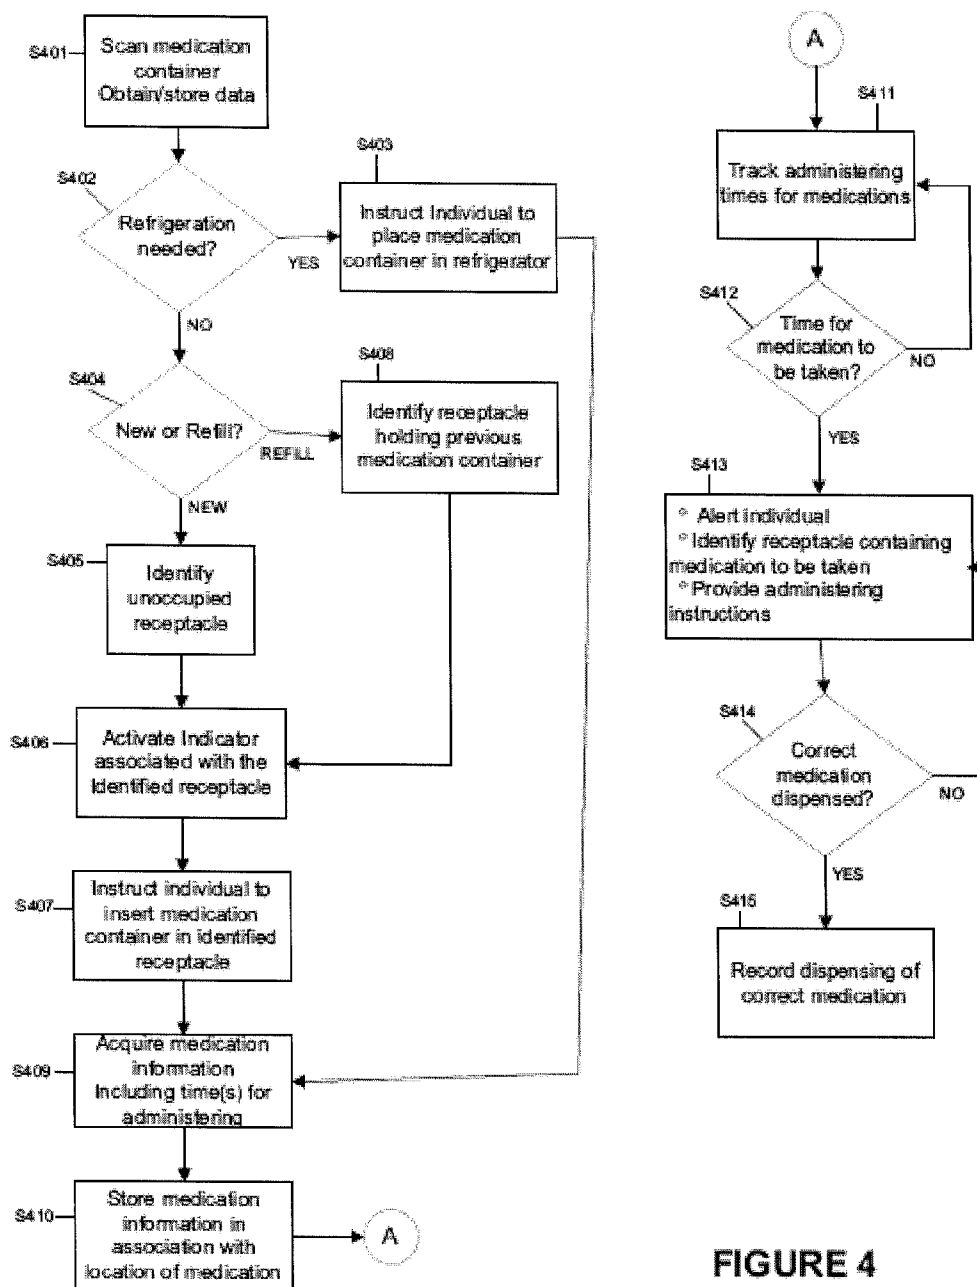 S401
Scan medication
container
Obtain/store data
S402
Refrigeration
needed?
YES
NO
S403
Instruct Individual to
place medication
container in refrigerator
S404
New or Refill?
REFILL
NEW
S408
Identify receptacle
holding previous
medication container
S405
Identify
unoccupied
receptacle
S406
Activate Indicator
associated with the
Identified receptacle
S407
Instruct individual to
insert medication
container in identified
receptacle
S409
Acquire medication
information
Including time(s) for
administering
S410
Store medication
information in
association with
location of medication
A
A
S411
Track administering
times for medications
S412
Time for
medication to
be taken?
NO
YES
S413
° Alert individual
° Identify receptacle containing
medication to be taken
° Provide administering
instructions
S414
Correct
medication
dispensed?
NO
YES
S415
Record dispensing of
correct medication
FIGURE 4